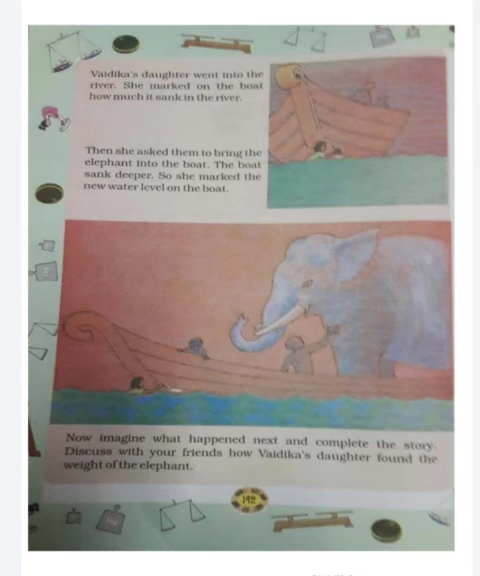 Vaidika's daughter went into the
river. She marked on the boat
how much it sank in the river.
Then she asked them to bring the
elephant into the boat. The boat
sank deeper. So she marked the
new water level on the boat.
Now imagine what happened next and complete the story.
Discuss with your friends how Vaidika's daughter found the
weight of the elephant.
142